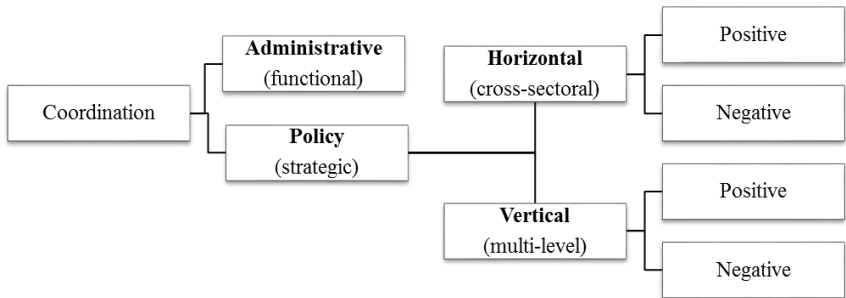 Coordination
Administrative
(functional)
Policy
(strategic)
Horizontal
(cross-sectoral)
Vertical
(multi-level)
Positive
Negative
Positive
Negative